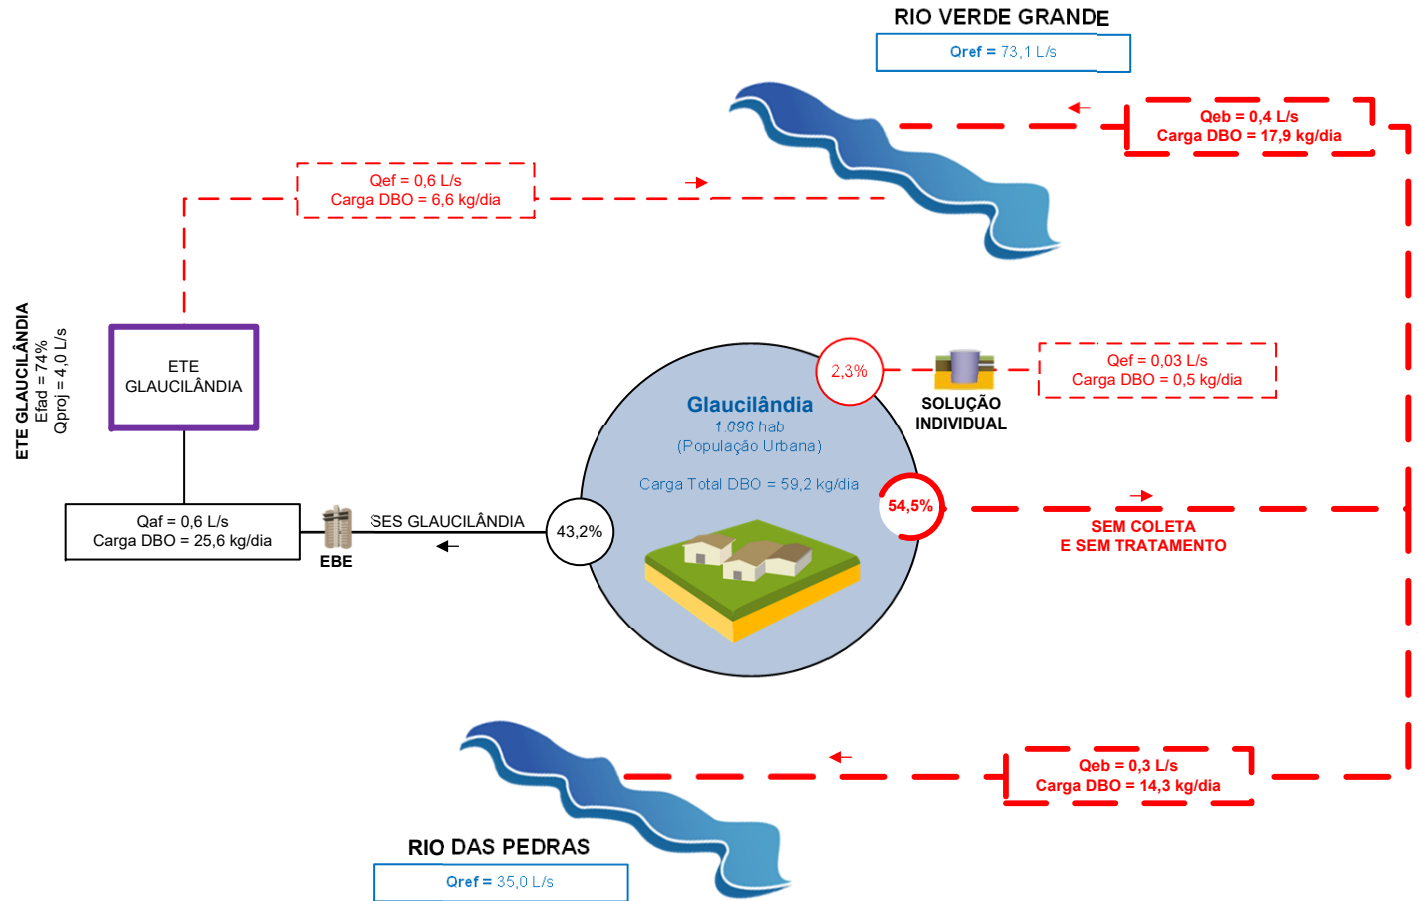 RIO VERDE GRANDE
Qref = 73,1 L/s
Qeb = 0,4 L/s
Carga DBO = 17,9 kg/dia
Qef = 0,6 L/s
Carga DBO = 6,6 kg/dia
ETE GLAUCILÂNDIA
Efad = 74%
Qproj = 4,0 L/s
ETE
GLAUCILÂNDIA
2,3%
Qef = 0,03 L/s
Carga DBO = 0,5 kg/dia
SOLUÇÃO
INDIVIDUAL
Glaucilândia
1.096 hab
(População Urbana)
Carga Total DBO = 59,2 kg/dia
54,5%
SEM COLETA
E SEM TRATAMENTO
Qaf = 0,6 L/s
Carga DBO = 25,6 kg/dia
EBE
SES GLAUCILÂNDIA
43,2%
Qeb = 0,3 L/s
Carga DBO = 14,3 kg/dia
RIO DAS PEDRAS
Qref = 35,0 L/s